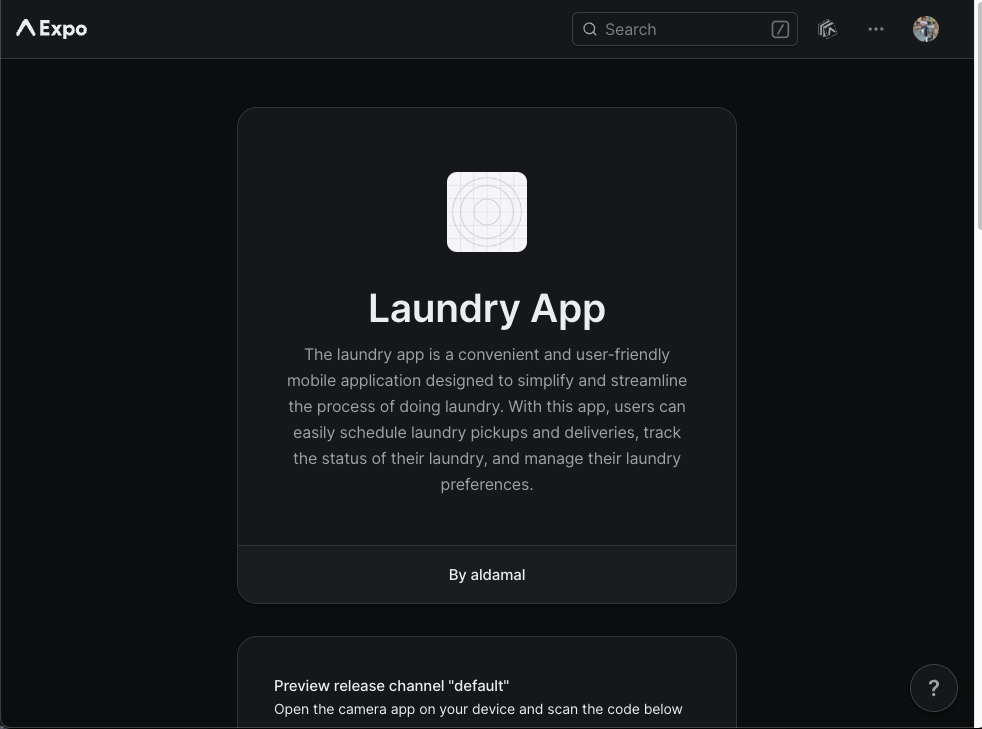 Expo
Search
/
Laundry App
The laundry app is a convenient and user-friendly
mobile application designed to simplify and streamline
the process of doing laundry. With this app, users can
easily schedule laundry pickups and deliveries, track
the status of their laundry, and manage their laundry
preferences.
By aldamal
Preview release channel "default"
Open the camera app on your device and scan the code below
?